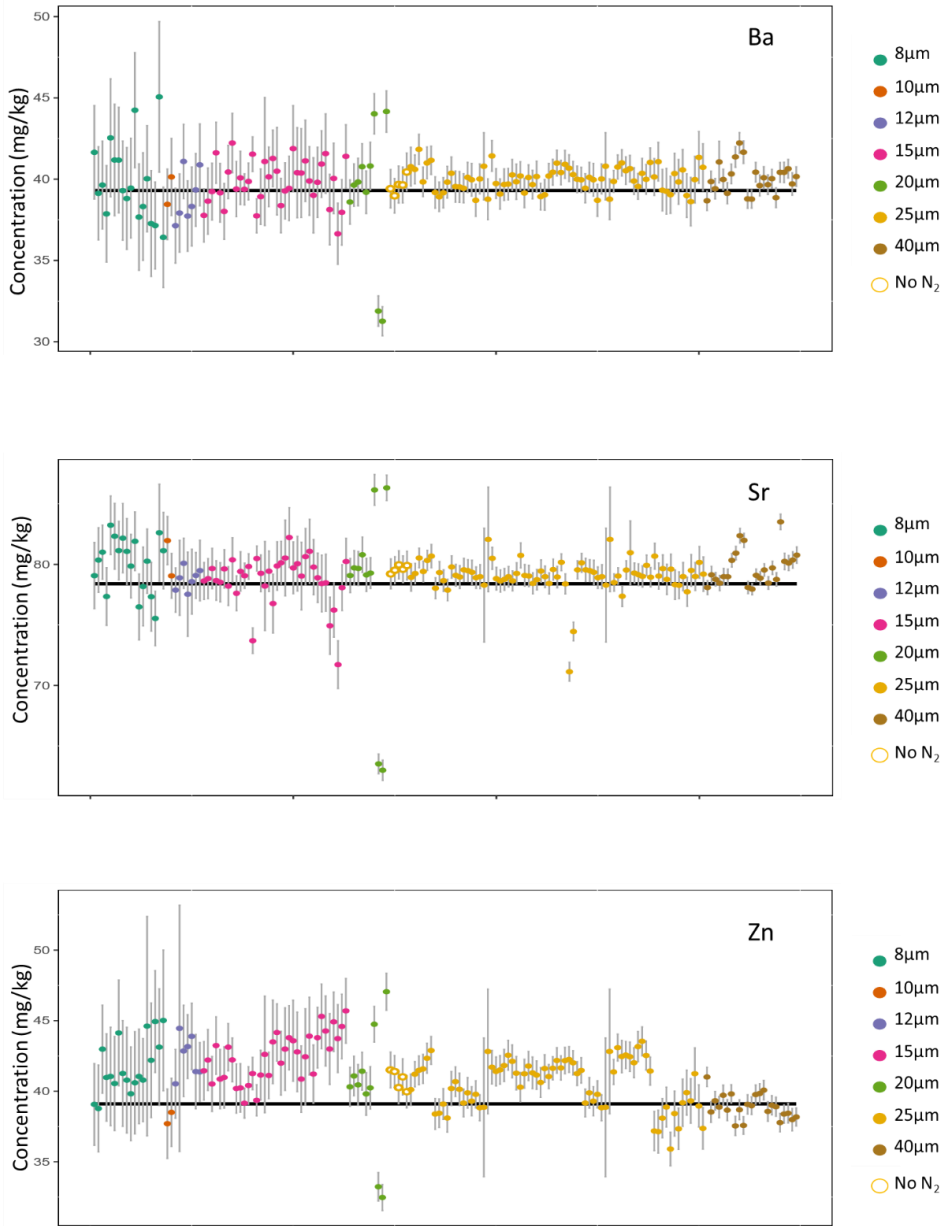 Ba
Concentration (mg/kg)
50
45
40
35
30
8µm
10µm
12µm
15µm
20µm
25µm
40µm
No N₂
Sr
Concentration (mg/kg)
80
70
8µm
10µm
12µm
15µm
20µm
25µm
40µm
No N₂
Zn
Concentration (mg/kg)
50
45
40
35
8µm
10µm
12µm
15µm
20µm
25µm
40µm
No N₂